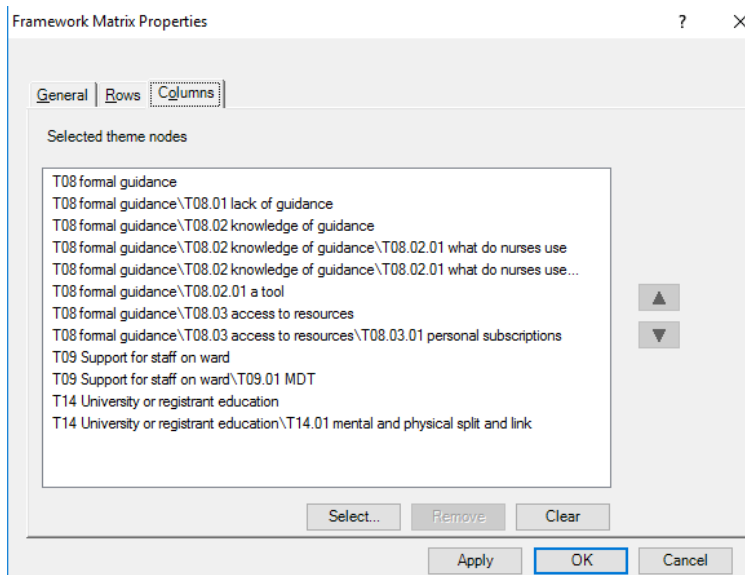 Framework Matrix Properties ? ×
General Rows Columns
Selected theme nodes
T08 formal guidance
T08 formal guidance\T08.01 lack of guidance
T08 formal guidance\T08.02 knowledge of guidance
T08 formal guidance\T08.02 knowledge of guidance\T08.02.01 what do nurses use
T08 formal guidance\T08.02 knowledge of guidance\T08.02.01 what do nurses use...
T08 formal guidance\T08.02.01 a tool
T08 formal guidance\T08.03 access to resources
T08 formal guidance\T08.03 access to resources\T08.03.01 personal subscriptions
T09 Support for staff on ward
T09 Support for staff on ward\T09.01 MDT
T14 University or registrant education
T14 University or registrant education\T14.01 mental and physical split and link
Select... Remove Clear
Apply OK Cancel